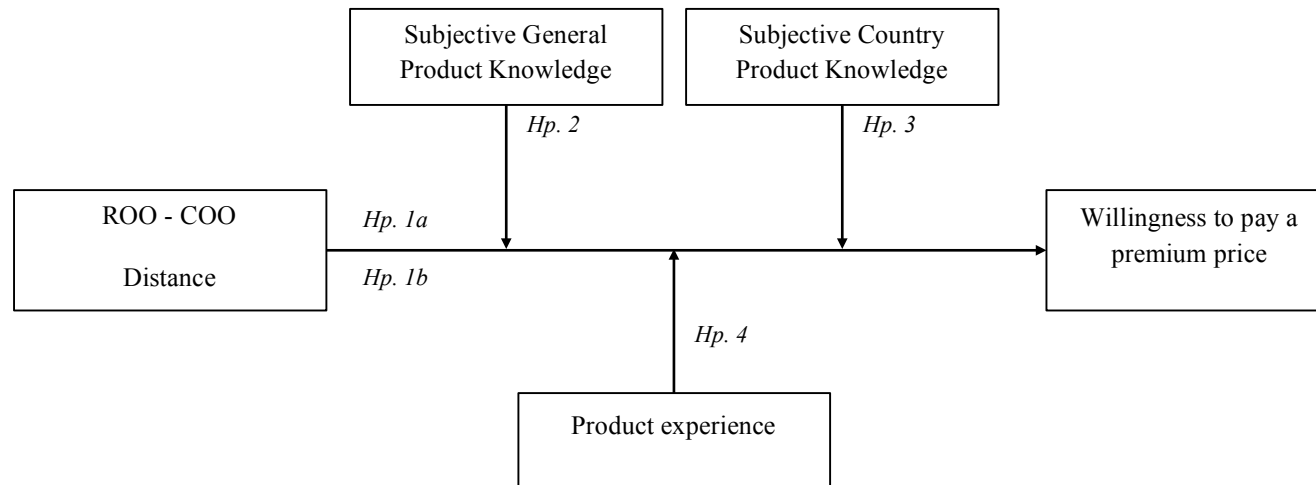 Subjective General
Product Knowledge
Subjective Country
Product Knowledge
Hp. 2
Hp. 3
ROO - COO
Distance
Hp. 1a
Hp. 1b
Willingness to pay a
premium price
Hp. 4
Product experience